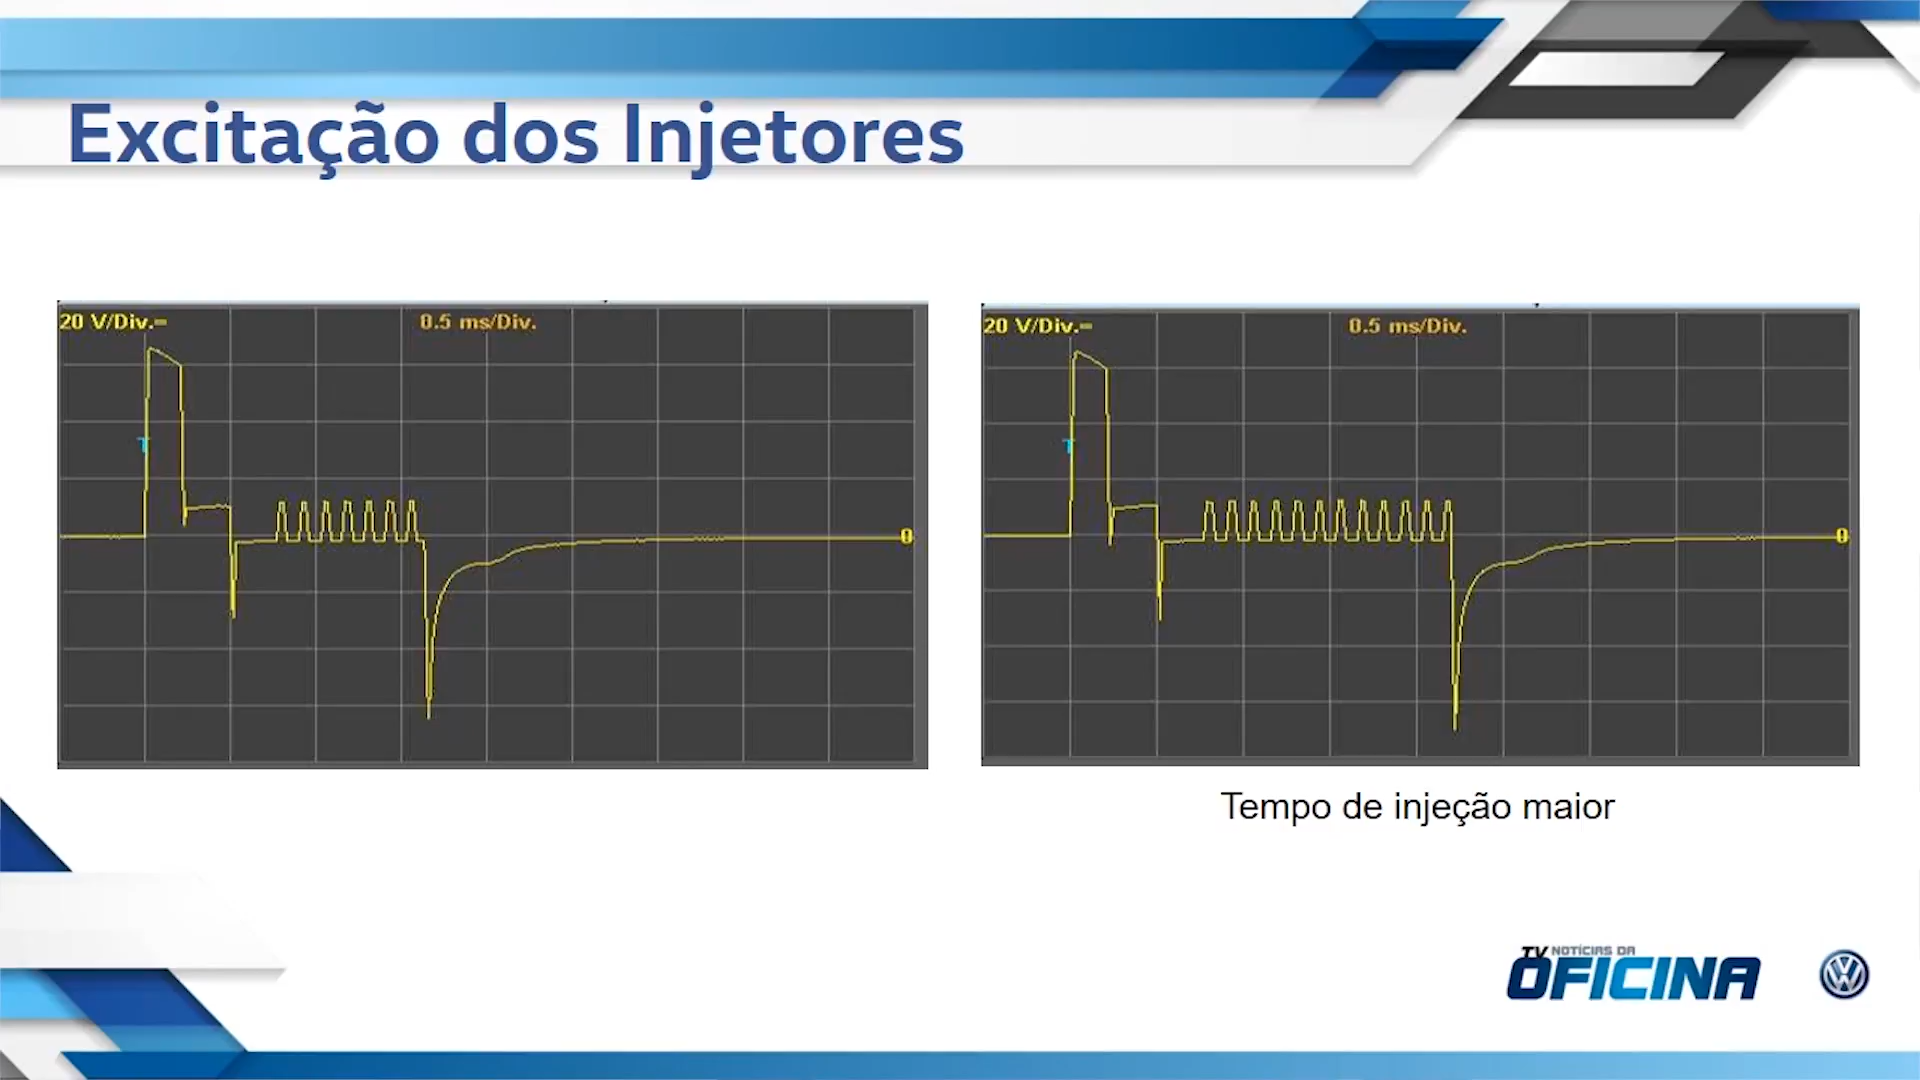 Excitação dos Injetores
20 V/Div.=
0.5 ms/Div.
T
0
20 V/Div.=
0.5 ms/Div.
T
0
Tempo de injeção maior
TV NOTÍCIAS DA
OFICINA